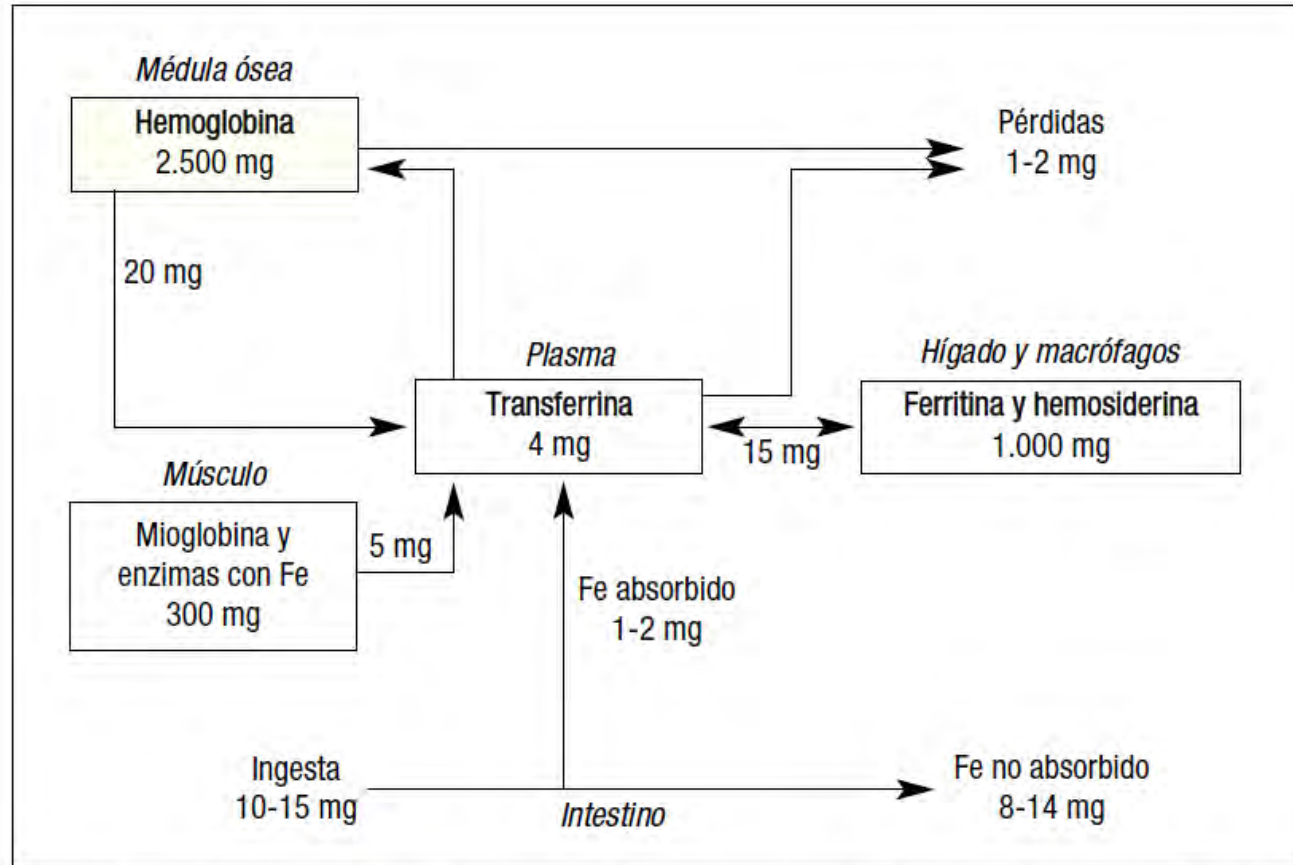 Médula ósea
Hemoglobina
2.500 mg
Pérdidas
1-2 mg
20 mg
Plasma
Transferrina
4 mg
15 mg
Hígado y macrófagos
Ferritina y hemosiderina
1.000 mg
Músculo
Mioglobina y
enzimas con Fe
300 mg
5 mg
Fe absorbido
1-2 mg
Ingesta
10-15 mg
Intestino
Fe no absorbido
8-14 mg